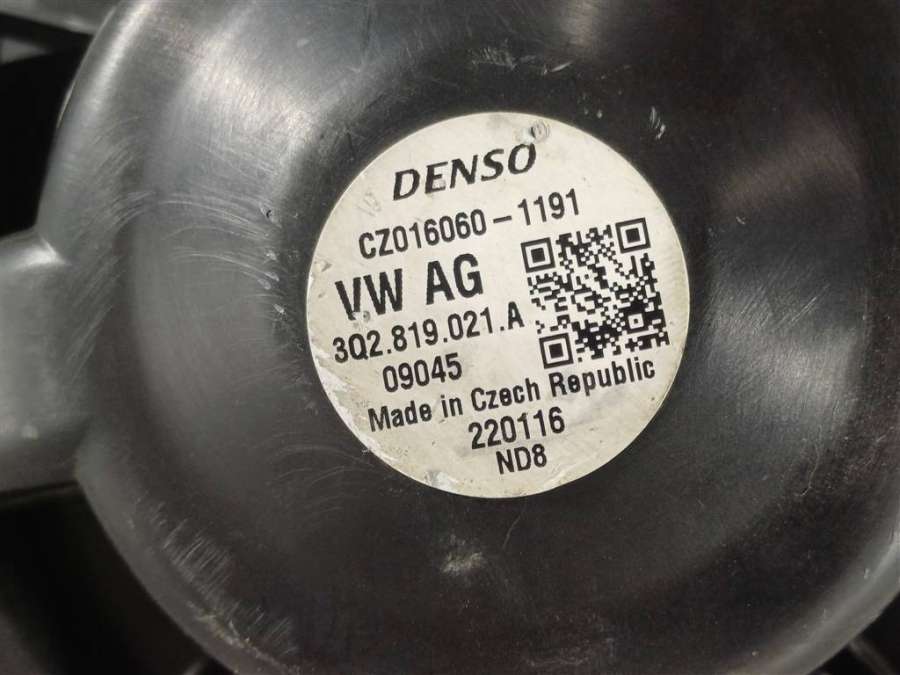 DENSO
CZ016060-1191
VW AG
3Q2.819.021.A
09045
Made in Czech Republic
220116
ND8